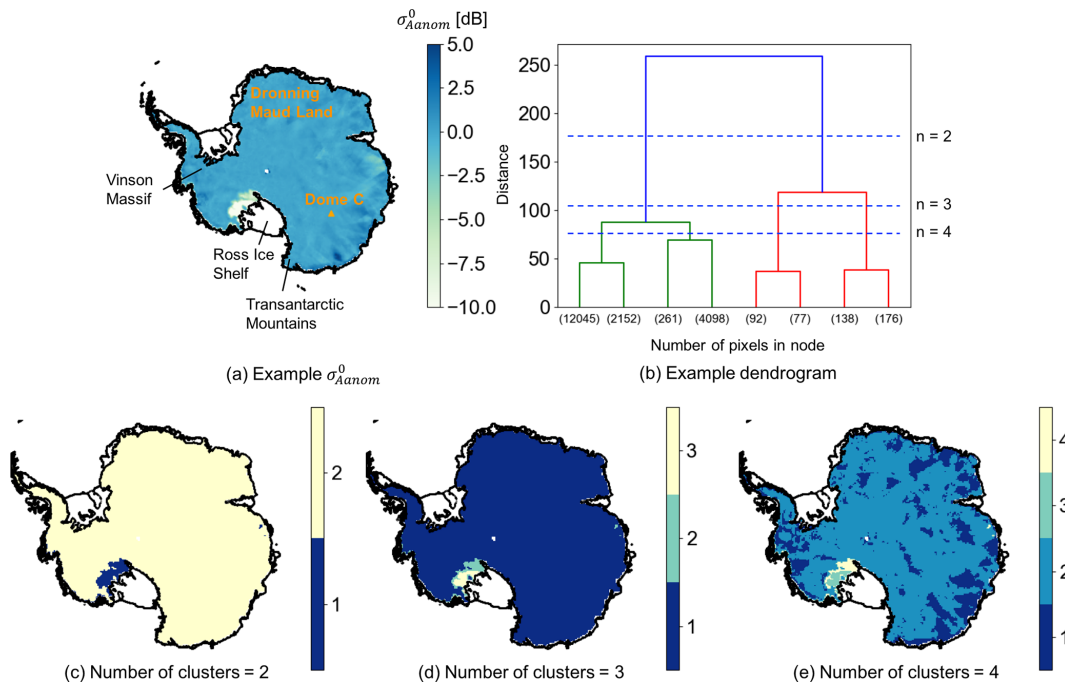 σ⁰Aanom [dB]
5.0
2.5
0.0
−2.5
−5.0
−7.5
−10.0
Dronning
Maud Land
Dome C
Vinson
Massif
Ross Ice
Shelf
Transantarctic
Mountains
(a) Example σ⁰Aanom
Distance
250
200
150
100
50
0
n = 2
n = 3
n = 4
(12045) (2152) (261) (4098) (92) (77) (138) (176)
Number of pixels in node
(b) Example dendrogram
2
1
(c) Number of clusters = 2
3
2
1
(d) Number of clusters = 3
4
3
2
1
(e) Number of clusters = 4